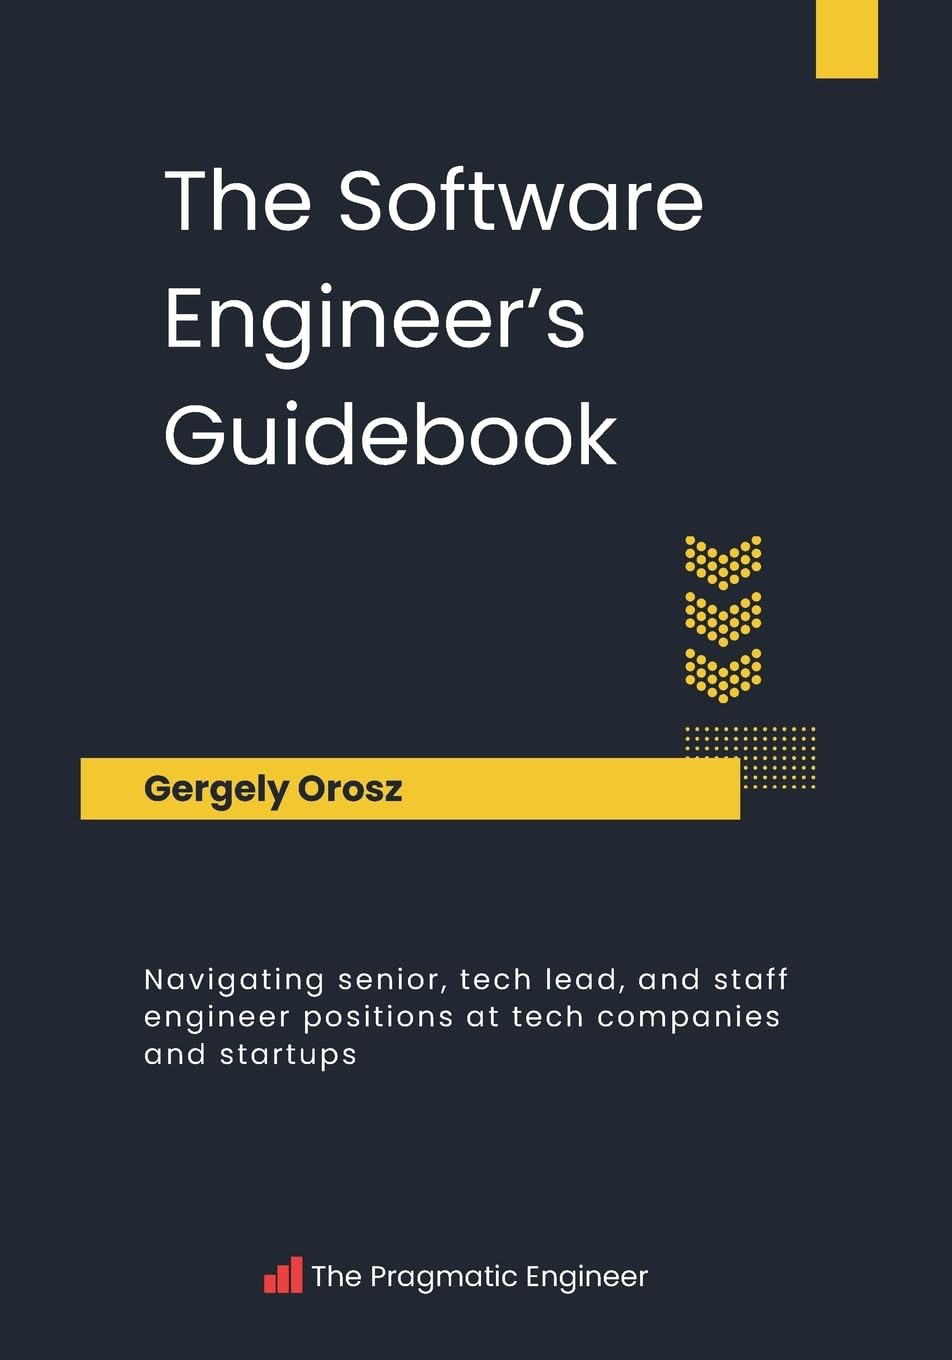 The Software
Engineer’s
Guidebook
Gergely Orosz
Navigating senior, tech lead, and staff
engineer positions at tech companies
and startups
The Pragmatic Engineer